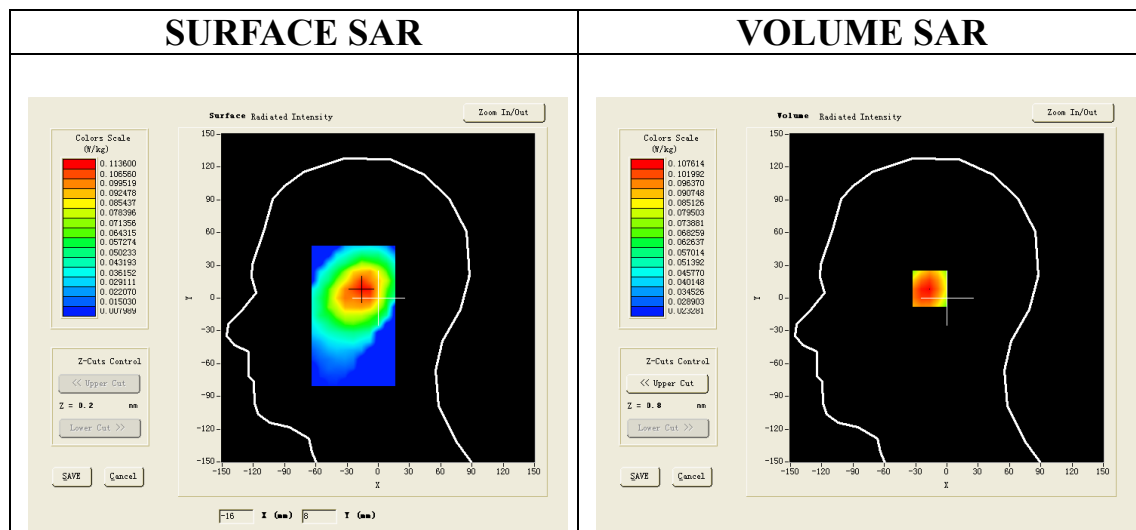 SURFACE SAR
VOLUME SAR
Surface Radiated Intensity
Zoom In/Out
Colors Scale
(W/kg)
0.113600
0.106560
0.099519
0.092478
0.085437
0.078396
0.071356
0.064315
0.057274
0.050233
0.043193
0.036152
0.029111
0.022070
0.015030
0.007989
Z-Cuts Control
<< Upper Cut
Z = 0.2 mm
Lower Cut >>
SAVE Cancel
150
120
90
60
30
0
-30
-60
-90
-120
-150
Y
-150 -120 -90 -60 -30 0 30 60 90 120 150
X
-16 X (mm) 8 Y (mm)
Volume Radiated Intensity
Zoom In/Out
Colors Scale
(W/kg)
0.107614
0.101992
0.096370
0.090748
0.085126
0.079503
0.073881
0.068259
0.062637
0.057014
0.051392
0.045770
0.040148
0.034526
0.028903
0.023281
Z-Cuts Control
<< Upper Cut
Z = 0.8 mm
Lower Cut >>
SAVE Cancel
150
120
90
60
30
0
-30
-60
-90
-120
-150
Y
-150 -120 -90 -60 -30 0 30 60 90 120 150
X